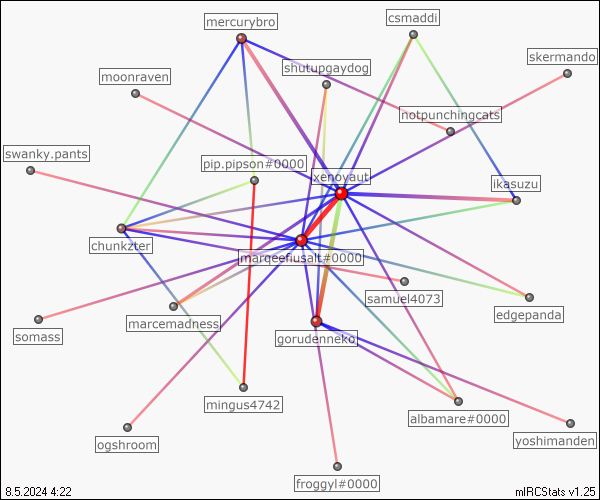 mercurybro
csmaddi
skermando
shutupgaydog
moonraven
notpunchingcats
swanky.pants
pip.pipson#0000
xenoyaut
ikasuzu
chunkzter
marqeefiusalt#0000
samuel4073
edgepanda
marcemadness
somass
gorudenneko
mingus4742
albamare#0000
ogshroom
yoshimanden
froggyl#0000
8.5.2024 4:22
mIRCStats v1.25